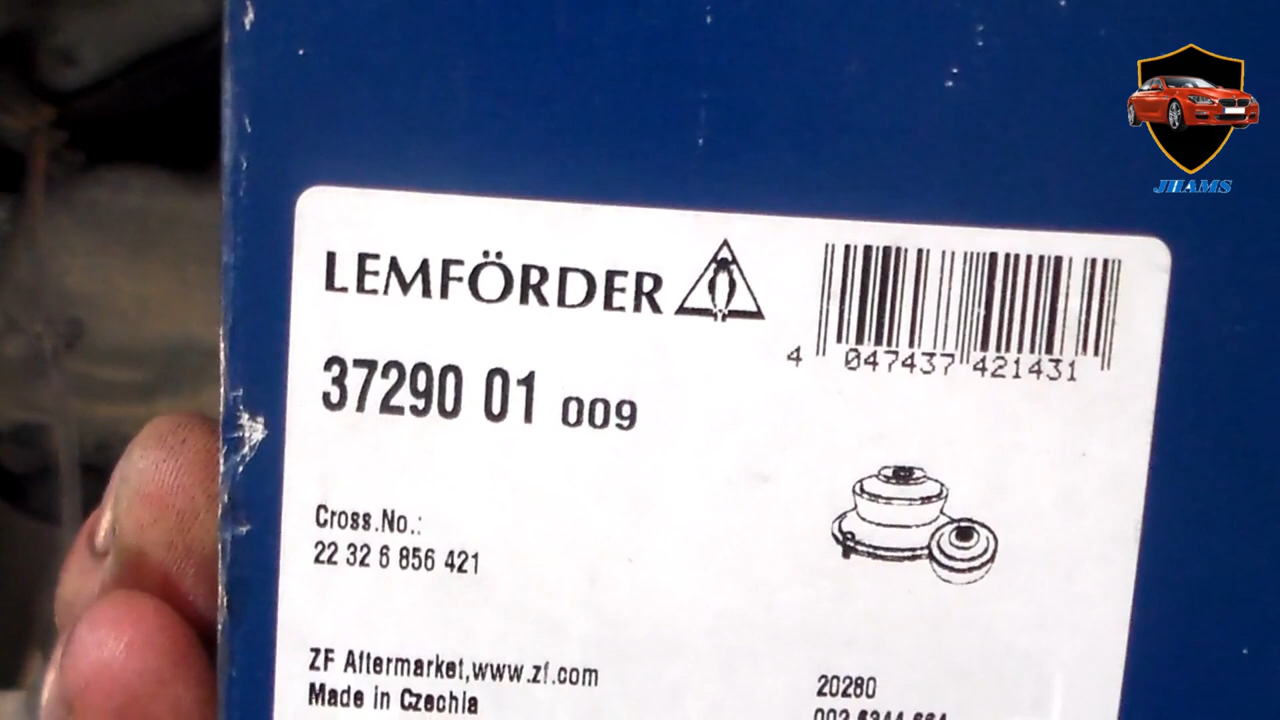 JHAMS
LEMFÖRDER
4 047437 421431
37290 01 009
Cross.No.:
22 32 6 856 421
ZF Aftermarket,www.zf.com
Made in Czechia
20280